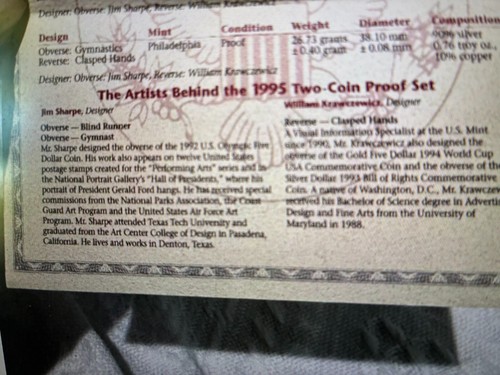 Designer: Obverse: Jim Sharpe, Reverse: William
Design Mint Condition Weight Diameter Composition
Obverse: Gymnastics Philadelphia Proof 26.73 grams 38.10 mm 90% silver
Reverse: Clasped Hands ±0.40 gram ±0.08 mm 0.76 troy oz.
10% copper
Designer: Obverse: Jim Sharpe, Reverse: William Krawczewicz
The Artists Behind the 1995 Two-Coin Proof Set
Jim Sharpe, Designer
Obverse — Blind Runner
Obverse — Gymnast
Mr. Sharpe designed the obverse of the 1992 U.S. Olympic Five
Dollar Coin. His work also appears on twelve United States
postage stamps created for the "Performing Arts" series and in
the National Portrait Gallery's "Hall of Presidents," where his
portrait of President Gerald Ford hangs. He has received special
commissions from the National Parks Association, the Coast
Guard Art Program and the United States Air Force Art
Program. Mr. Sharpe attended Texas Tech University and
graduated from the Art Center College of Design in Pasadena,
California. He lives and works in Denton, Texas.
William Krawczewicz, Designer
Reverse — Clasped Hands
A Visual Information Specialist at the U.S. Mint
since 1990, Mr. Krawczewicz also designed the
obverse of the Gold Five Dollar 1994 World Cup
USA Commemorative Coin and the obverse of the
Silver Dollar 1993 Bill of Rights Commemorative
Coin. A native of Washington, D.C., Mr. Krawczew
received his Bachelor of Science degree in Advertis
Design and Fine Arts from the University of
Maryland in 1988.